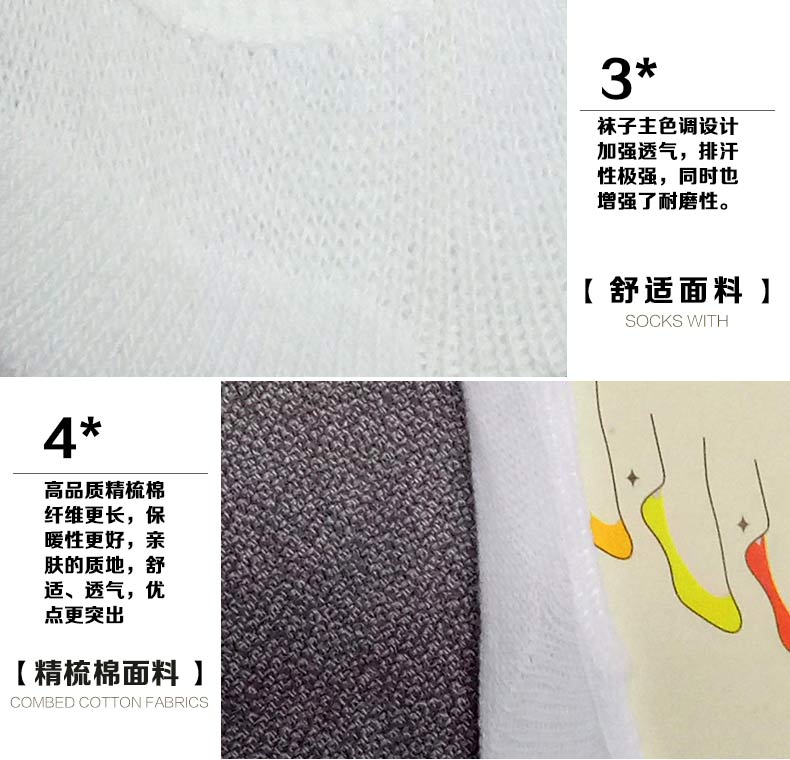 3*
袜子主色调设计
加强透气，排汗
性极强，同时也
增强了耐磨性。
【 舒适面料 】
SOCKS WITH
4*
高品质精梳棉
纤维更长，保
暖性更好，亲
肤的质地，舒
适、透气，优
点更突出
【 精梳棉面料 】
COMBED COTTON FABRICS